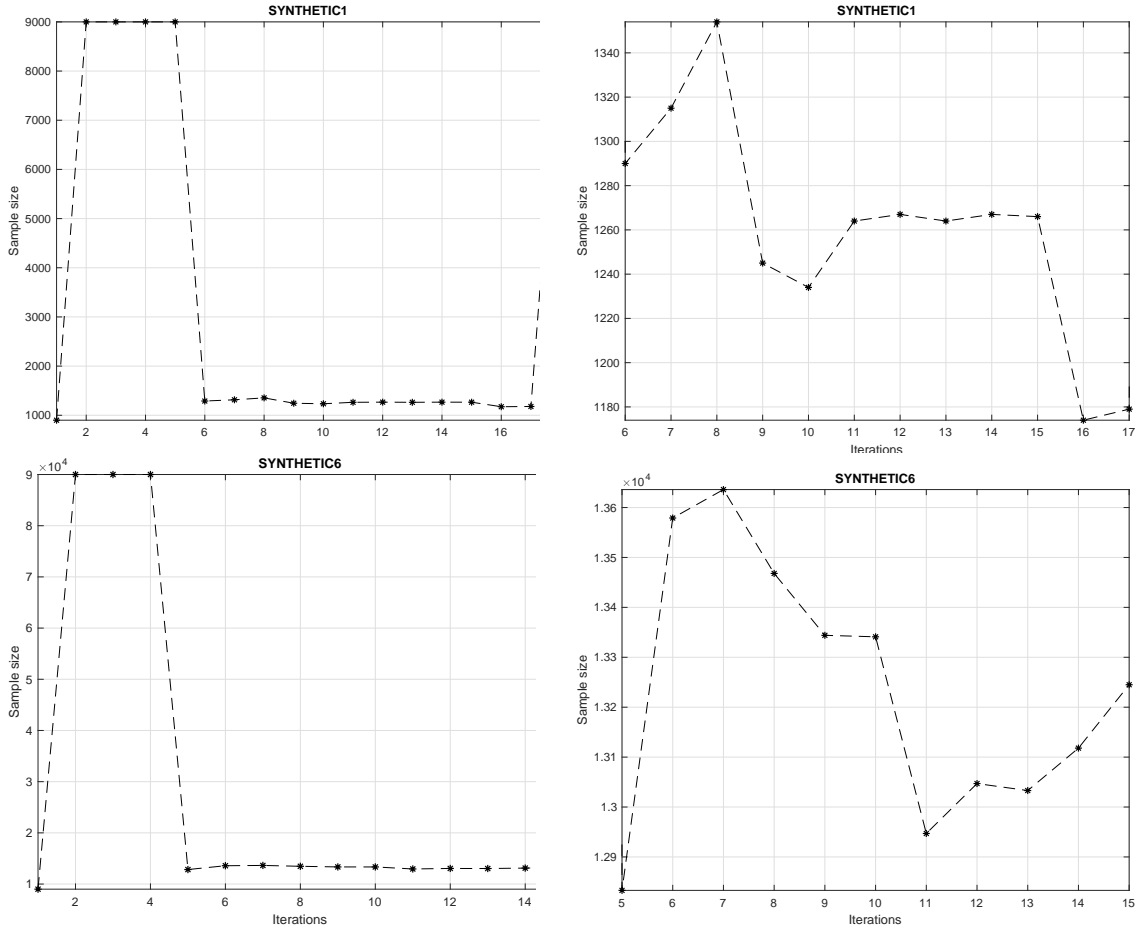 SYNTHETIC1
9000
8000
7000
6000
5000
4000
3000
2000
1000
2 4 6 8 10 12 14 16
Sample size
SYNTHETIC1
1340
1320
1300
1280
1260
1240
1220
1200
1180
6 7 8 9 10 11 12 13 14 15 16 17
Sample size
Iterations
SYNTHETIC6
×10⁴
9
8
7
6
5
4
3
2
1
2 4 6 8 10 12 14
Sample size
Iterations
SYNTHETIC6
×10⁴
1.36
1.35
1.34
1.33
1.32
1.31
1.3
1.29
5 6 7 8 9 10 11 12 13 14 15
Sample size
Iterations